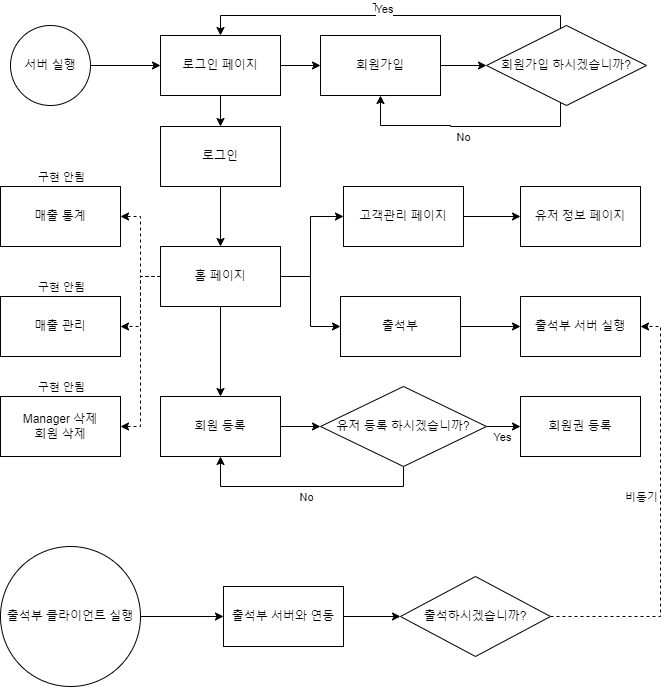 Yes
서버 실행
로그인 페이지
회원가입
회원가입 하시겠습니까?
No
로그인
구현 안됨
매출 통계
고객관리 페이지
유저 정보 페이지
홈 페이지
구현 안됨
매출 관리
출석부
출석부 서버 실행
구현 안됨
Manager 삭제
회원 삭제
회원 등록
유저 등록 하시겠습니까?
Yes
회원권 등록
No
비동기
출석부 클라이언트 실행
출석부 서버와 연동
출석하시겠습니까?